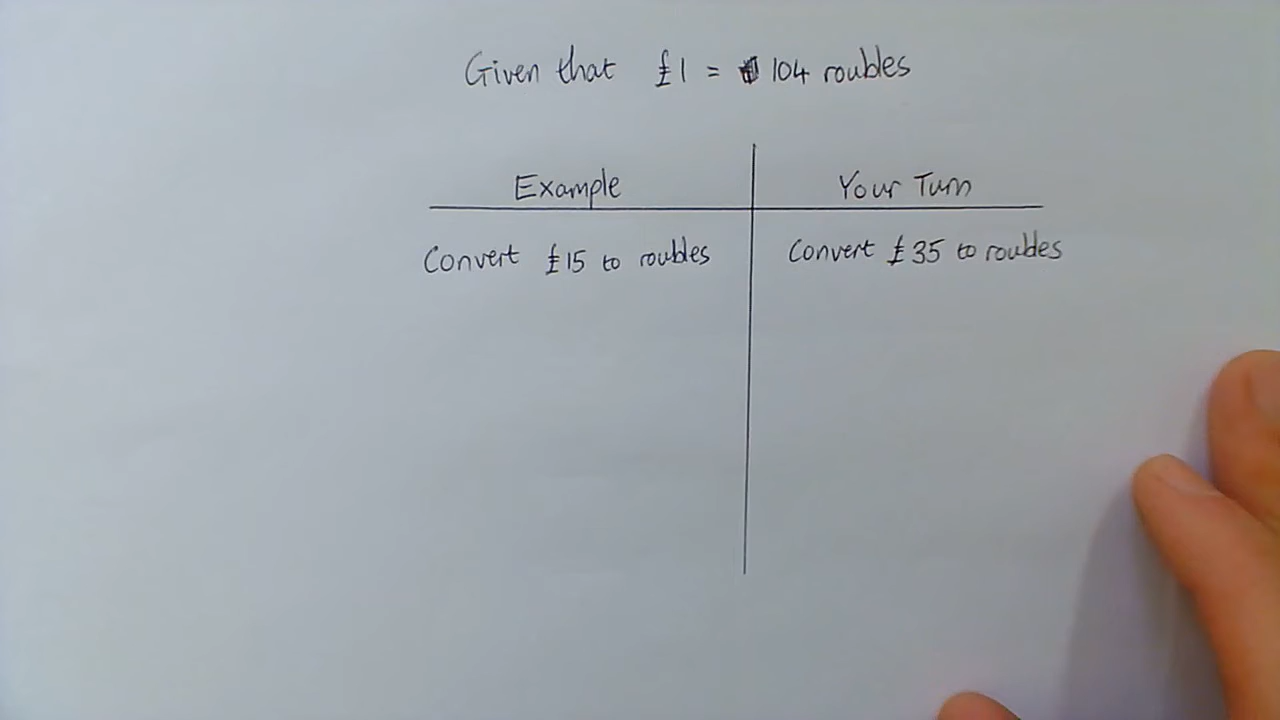 Given that £1 = 104 roubles
Example
Your Turn
Convert £15 to roubles
Convert £35 to roubles